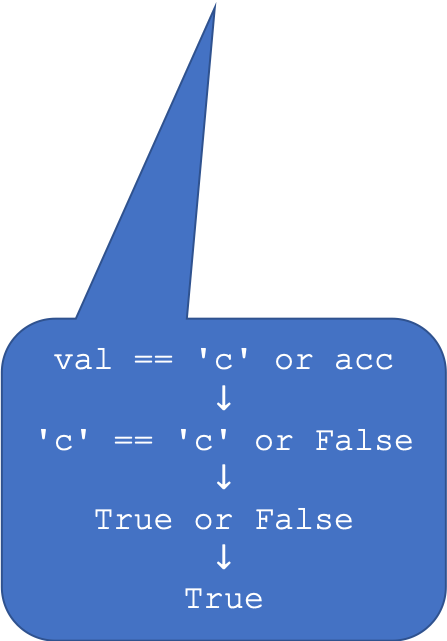 val == 'c' or acc
↓
'c' == 'c' or False
↓
True or False
↓
True